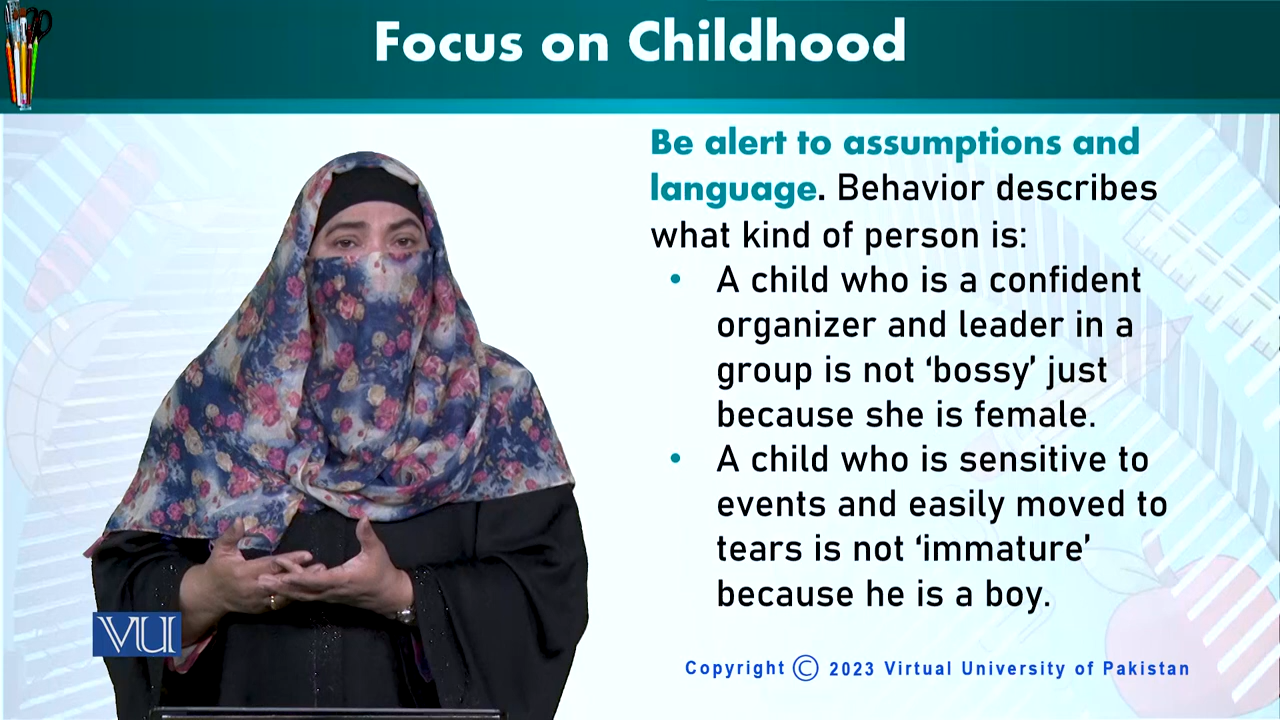 Focus on Childhood
Be alert to assumptions and
language. Behavior describes
what kind of person is:
• A child who is a confident
organizer and leader in a
group is not ‘bossy’ just
because she is female.
• A child who is sensitive to
events and easily moved to
tears is not ‘immature’
because he is a boy.
VU
Copyright © 2023 Virtual University of Pakistan